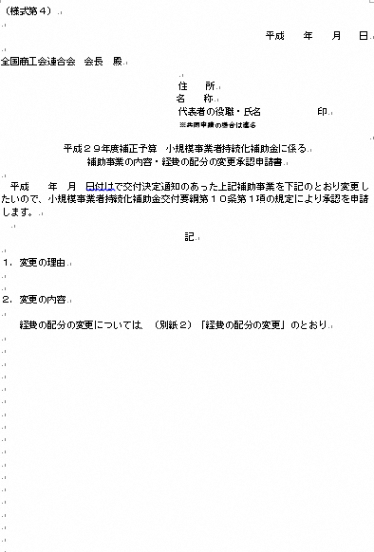 （様式第４）
平成　　年　　月　　日
全国商工会連合会　会長　殿
住　　所
名　　称
代表者の役職・氏名　　　　　　印
※共同申請の場合は連名
平成２９年度補正予算　小規模事業者持続化補助金に係る
補助事業の内容・経費の配分の変更承認申請書
平成　　年　月　日付けで交付決定通知のあった上記補助事業を下記のとおり変更し
たいので、小規模事業者持続化補助金交付要綱第１０条第１項の規定により承認を申請
します。
記
１．変更の理由
２．変更の内容
経費の配分の変更については、（別紙２）「経費の配分の変更」のとおり